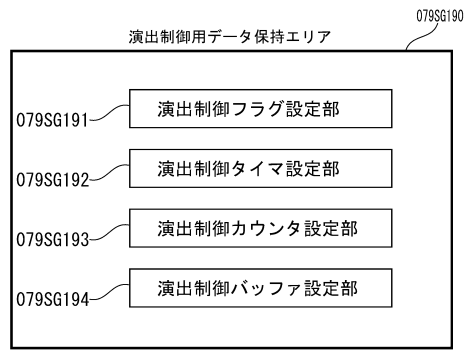 079SG190
演出制御用データ保持エリア
演出制御フラグ設定部
079SG191
演出制御タイマ設定部
079SG192
演出制御カウンタ設定部
079SG193
演出制御バッファ設定部
079SG194